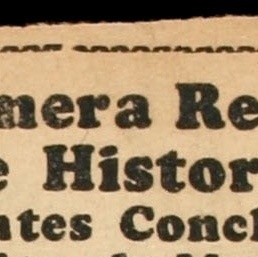 mera Re
e Histor
ates Concl